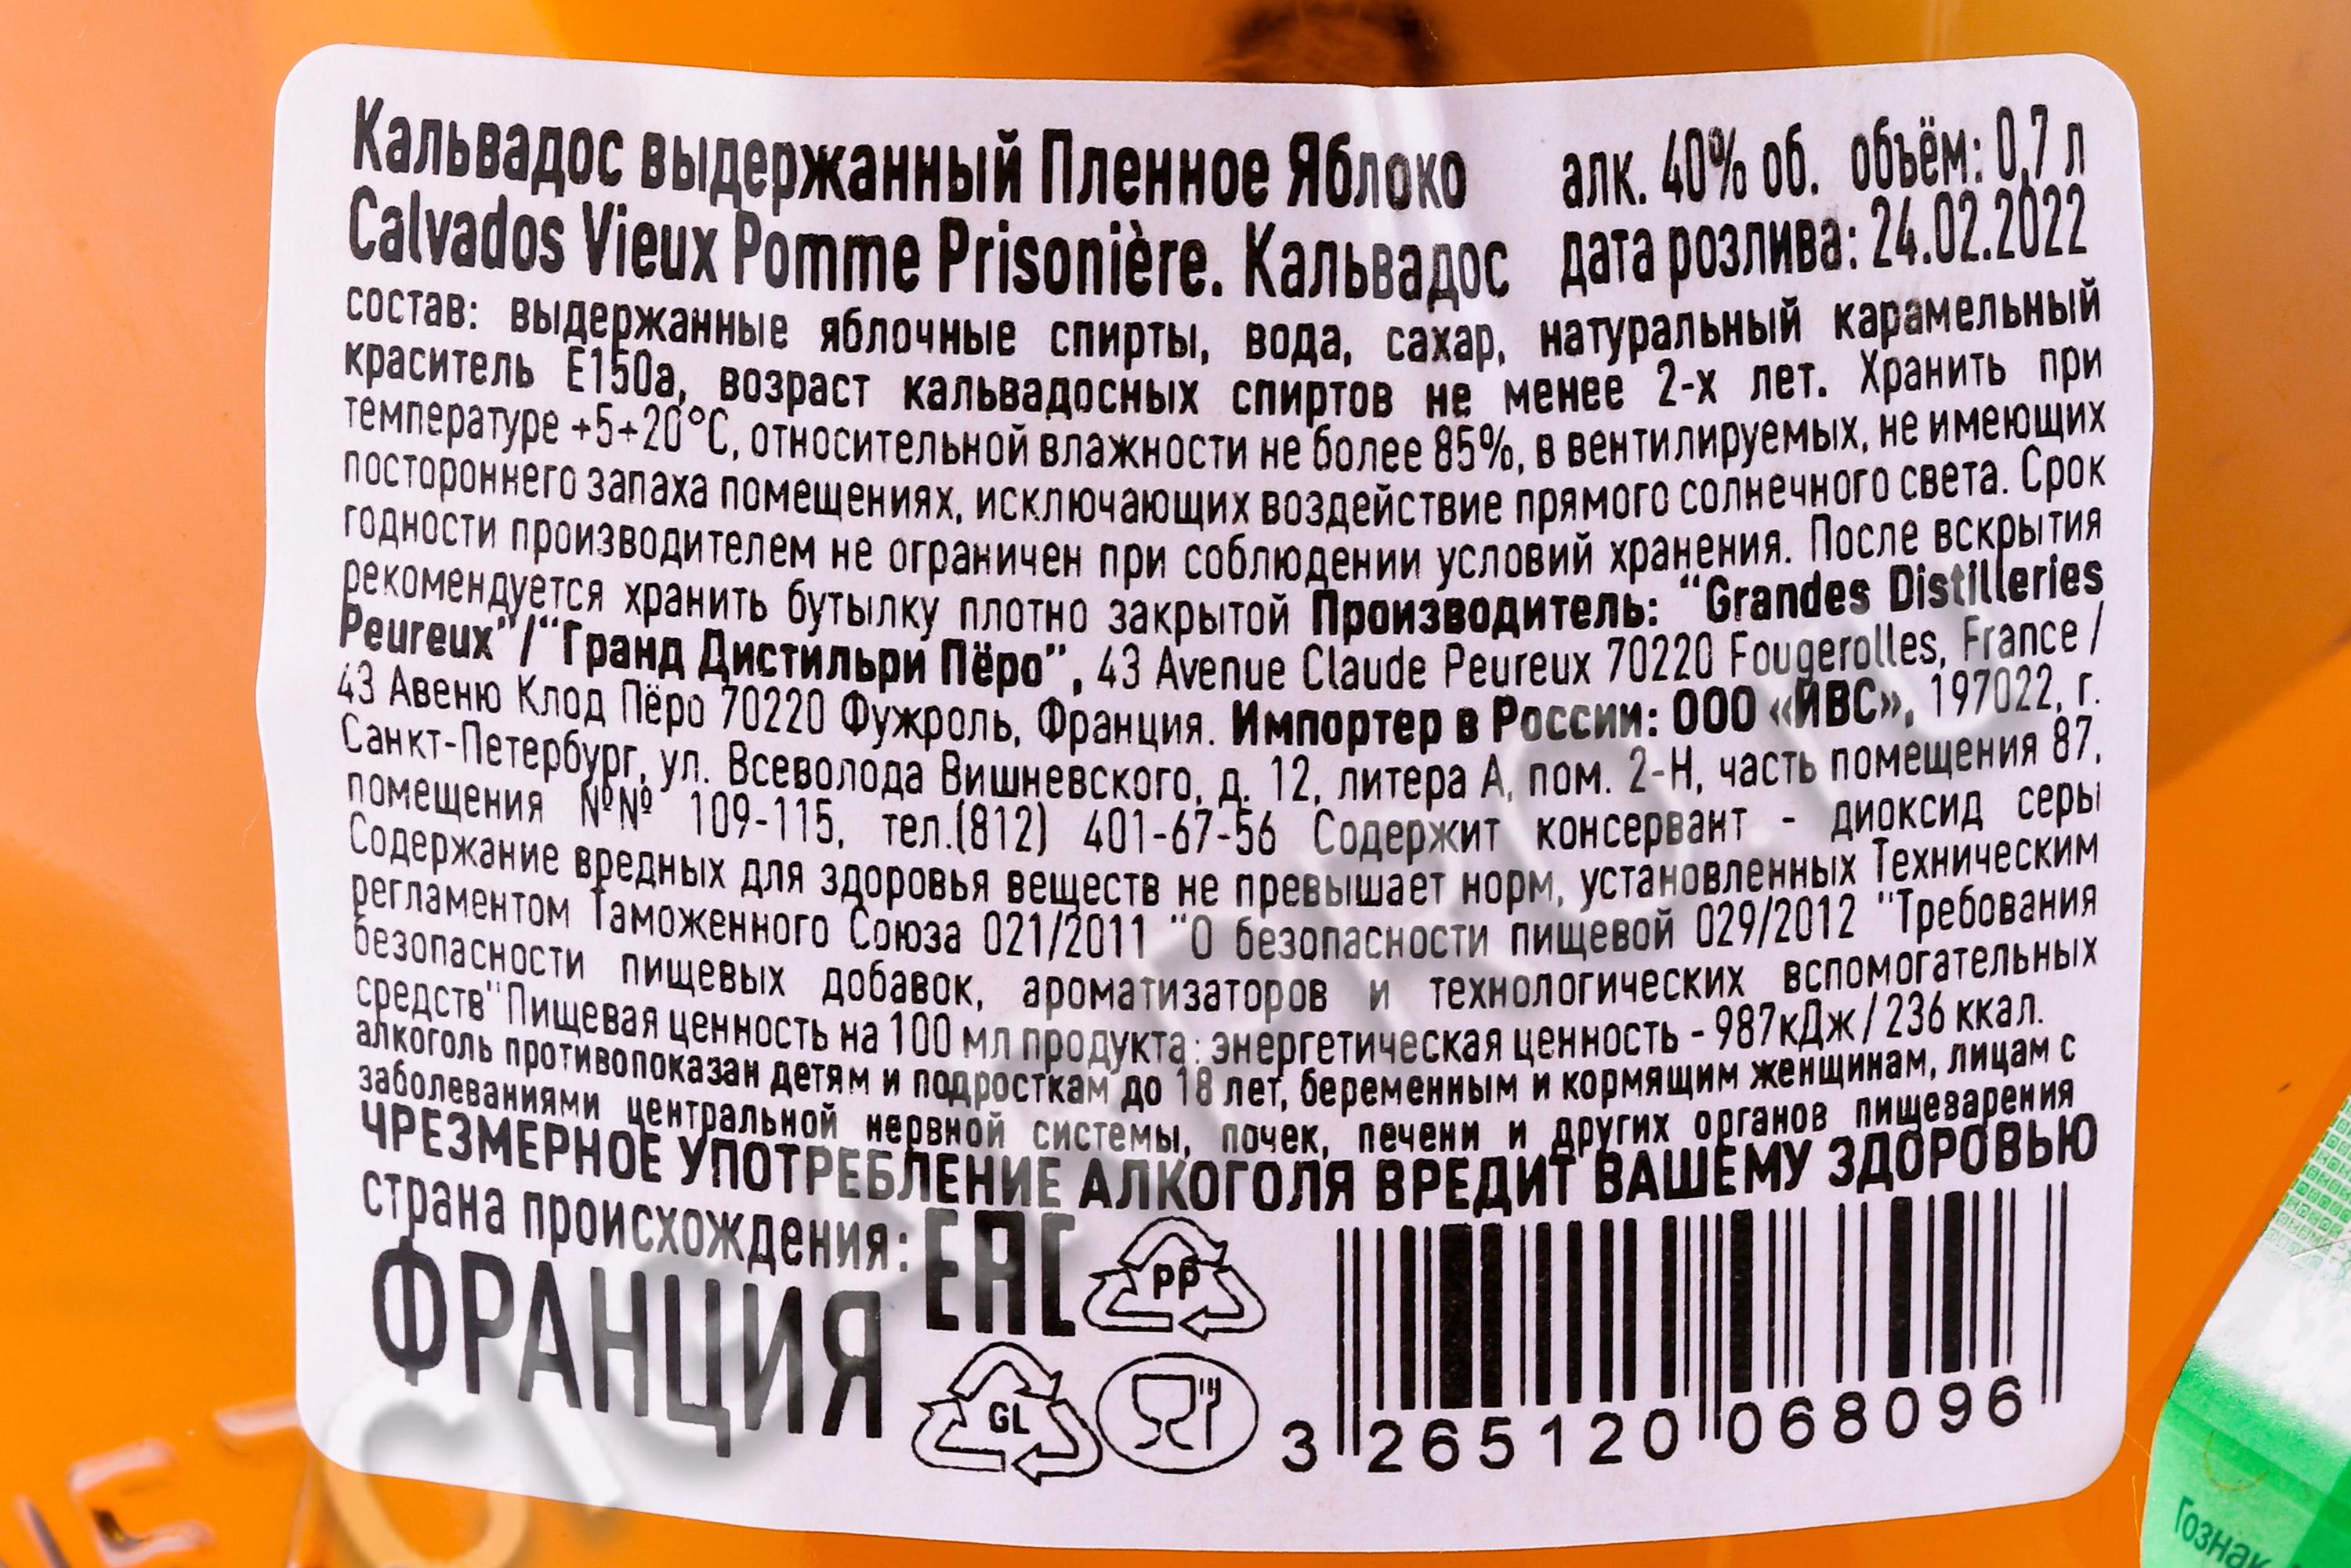 Кальвадос выдержанный Пленное Яблоко алк. 40% об. объём: 0,7 л
Calvados Vieux Pomme Prisonière. Кальвадос дата розлива: 24.02.2022
состав: выдержанные яблочные спирты, вода, сахар, натуральный карамельный
краситель Е150а, возраст кальвадосных спиртов не менее 2-х лет. Хранить при
температуре +5+20°С, относительной влажности не более 85%, в вентилируемых, не имеющих
постороннего запаха помещениях, исключающих воздействие прямого солнечного света. Срок
годности производителем не ограничен при соблюдении условий хранения. После вскрытия
рекомендуется хранить бутылку плотно закрытой Производитель: "Grandes Distilleries
Peureux"/"Гранд Дистильри Пёро", 43 Avenue Claude Peureux 70220 Fougerolles, France /
43 Авеню Клод Пёро 70220 Фужроль, Франция. Импортер в России: ООО «ИВС», 197022, г.
Санкт-Петербург, ул. Всеволода Вишневского, д. 12, литера А, пом. 2-Н, часть помещения 87,
помещения №№ 109-115, тел.(812) 401-67-56 Содержит консервант - диоксид серы
Содержание вредных для здоровья веществ не превышает норм, установленных Техническим
регламентом Таможенного Союза 021/2011 "О безопасности пищевой 029/2012 "Требования
безопасности пищевых добавок, ароматизаторов и технологических вспомогательных
средств" Пищевая ценность на 100 мл продукта: энергетическая ценность - 987кДж / 236 ккал.
алкоголь противопоказан детям и подросткам до 18 лет, беременным и кормящим женщинам, лицам с
заболеваниями центральной нервной системы, почек, печени и других органов пищеварения
ЧРЕЗМЕРНОЕ УПОТРЕБЛЕНИЕ АЛКОГОЛЯ ВРЕДИТ ВАШЕМУ ЗДОРОВЬЮ
страна происхождения:
ФРАНЦИЯ
EAC
PP
GL
3 265120 068096
Гознак